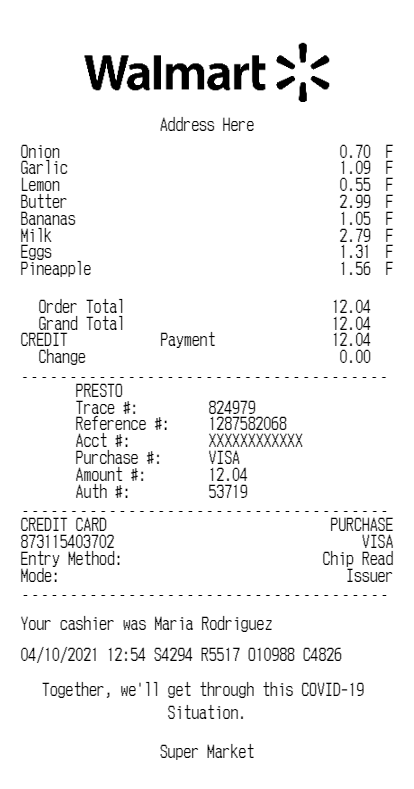 Walmart
Address Here
Onion 0.70 F
Garlic 1.09 F
Lemon 0.55 F
Butter 2.99 F
Bananas 1.05 F
Milk 2.79 F
Eggs 1.31 F
Pineapple 1.56 F
Order Total 12.04
Grand Total 12.04
CREDIT Payment 12.04
Change 0.00
PRESTO
Trace #: 824979
Reference #: 1287582068
Acct #: XXXXXXXXXXXX
Purchase #: VISA
Amount #: 12.04
Auth #: 53719
CREDIT CARD PURCHASE
873115403702 VISA
Entry Method: Chip Read
Mode: Issuer
Your cashier was Maria Rodriguez
04/10/2021 12:54 S4294 R5517 O10988 C4826
Together, we'll get through this COVID-19
Situation.
Super Market